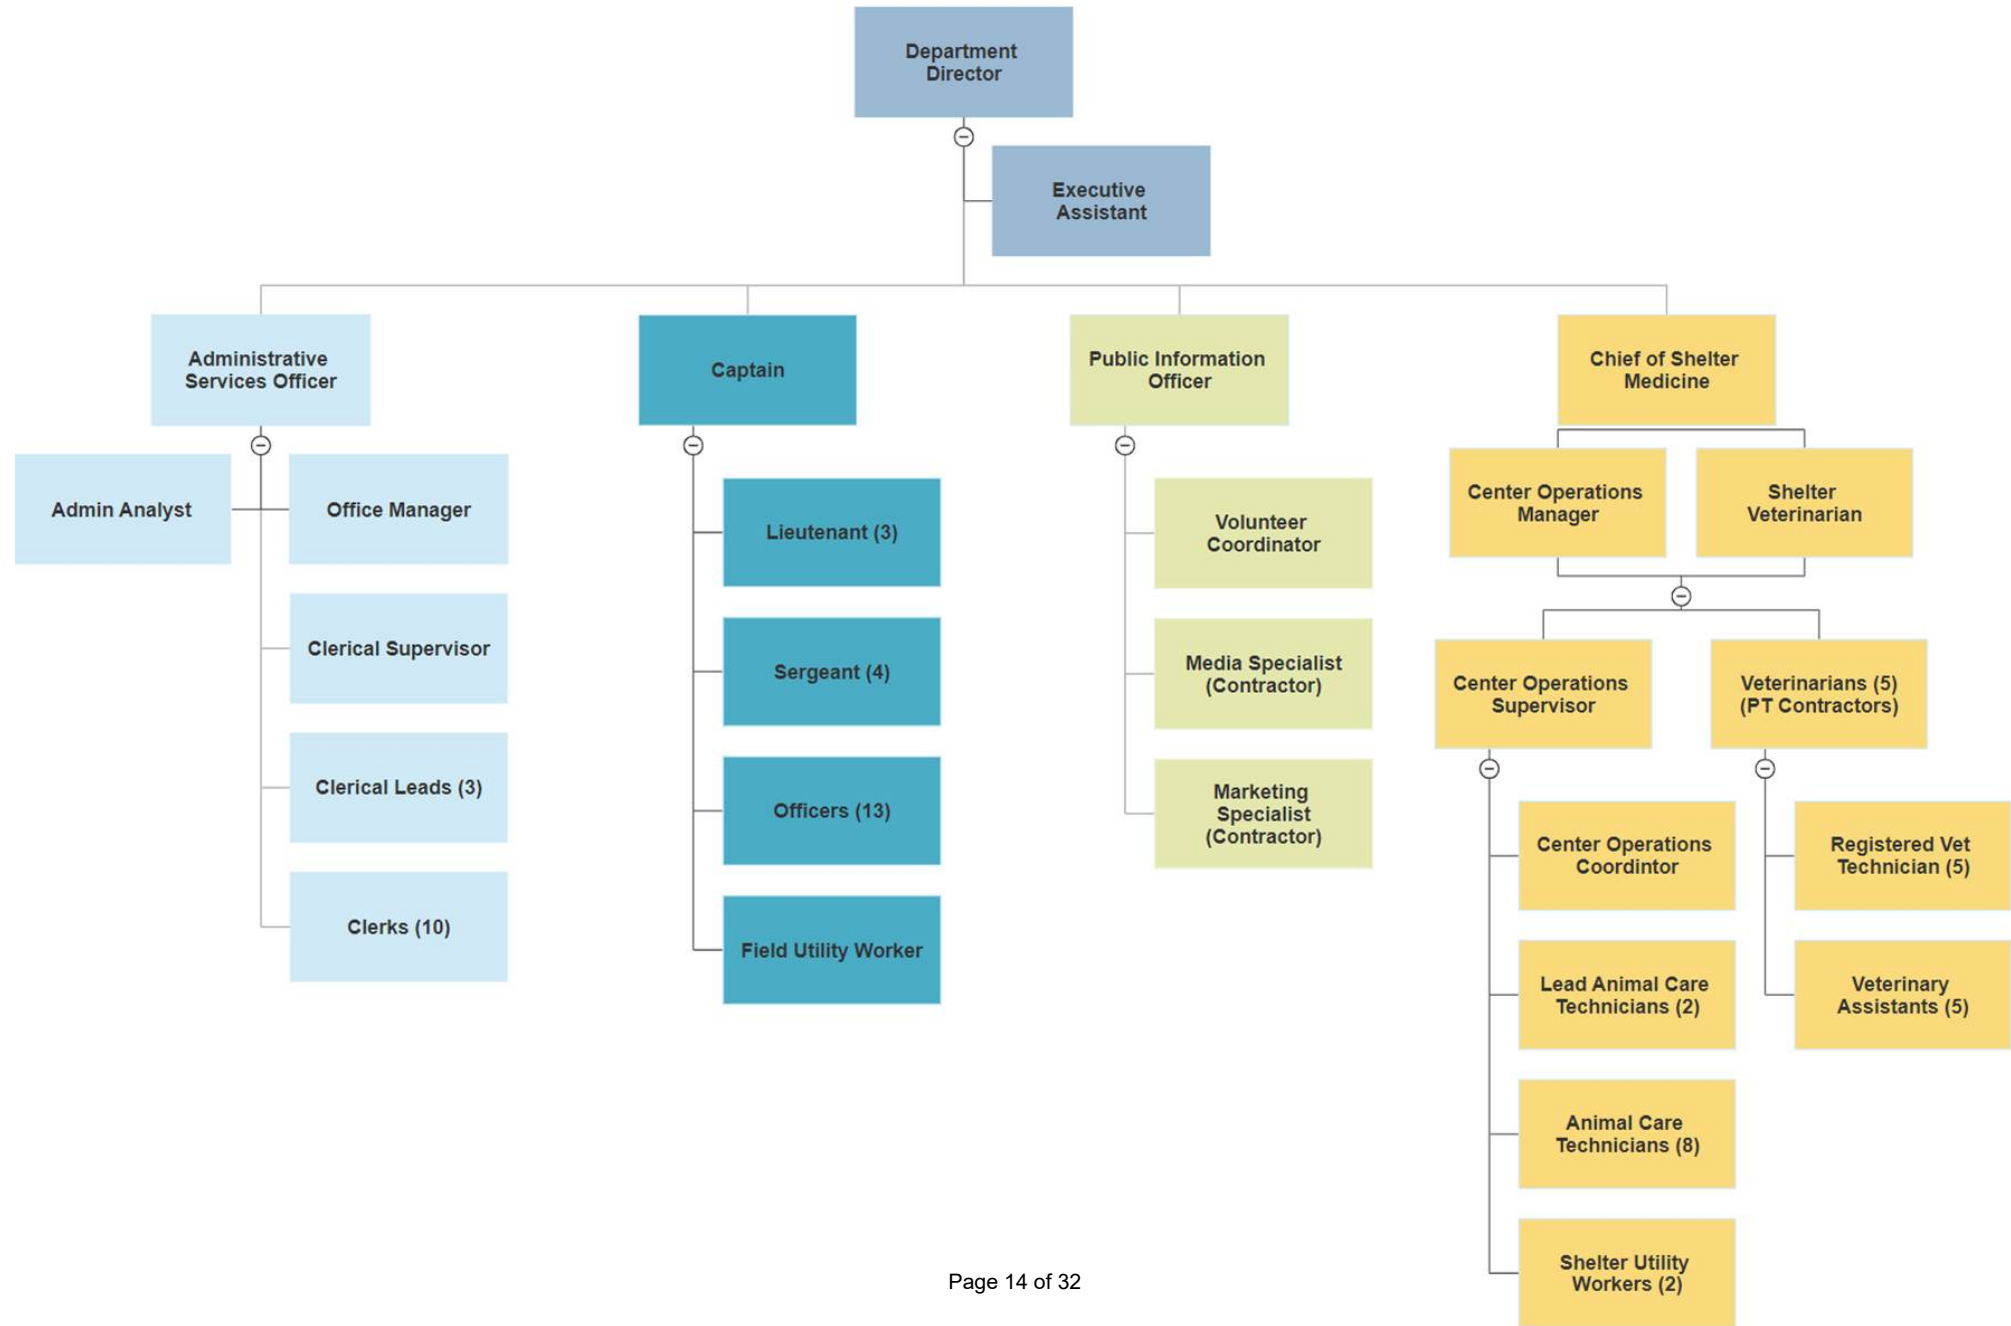 Department
Director
Executive
Assistant
Administrative
Services Officer
Captain
Public Information
Officer
Chief of Shelter
Medicine
Admin Analyst
Office Manager
Clerical Supervisor
Clerical Leads (3)
Clerks (10)
Lieutenant (3)
Sergeant (4)
Officers (13)
Field Utility Worker
Volunteer
Coordinator
Media Specialist
(Contractor)
Marketing
Specialist
(Contractor)
Center Operations
Manager
Shelter
Veterinarian
Center Operations
Supervisor
Veterinarians (5)
(PT Contractors)
Center Operations
Coordintor
Lead Animal Care
Technicians (2)
Animal Care
Technicians (8)
Shelter Utility
Workers (2)
Registered Vet
Technician (5)
Veterinary
Assistants (5)
Page 14 of 32